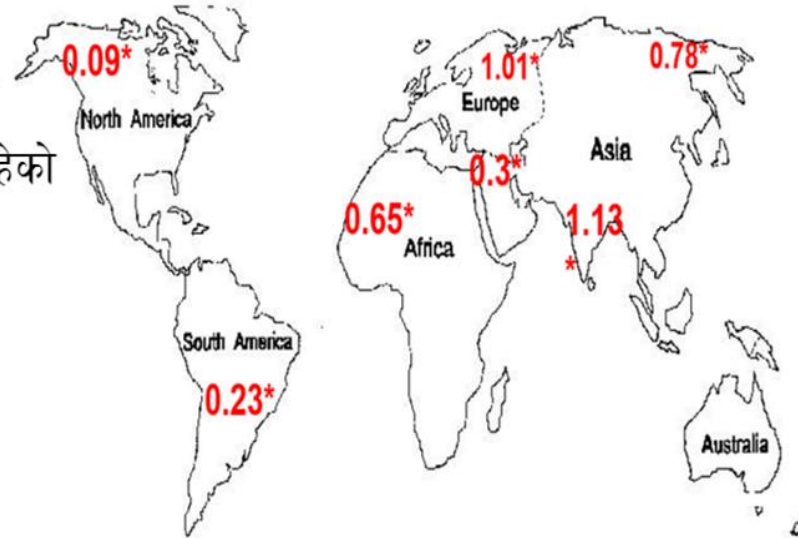 0.09*
North America
1.01*
0.78*
Europe
Asia
0.3*
0.65*
Africa
1.13
*
South America
0.23*
Australia